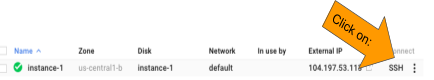 Click on:
Name Zone Disk Network In use by External IP Connect
instance-1 us-central1-b instance-1 default 104.197.53.118 SSH